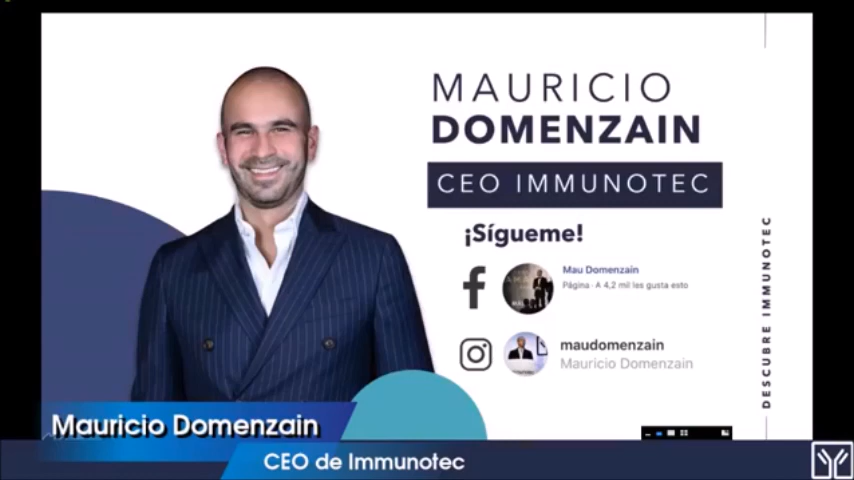 MAURICIO
DOMENZAIN
CEO IMMUNOTEC
¡Sígueme!
Mau Domenzain
Página · A 4,2 mil les gusta esto
maudomenzain
Mauricio Domenzain
DESCUBRE IMMUNOTEC
Mauricio Domenzain
CEO de Immunotec